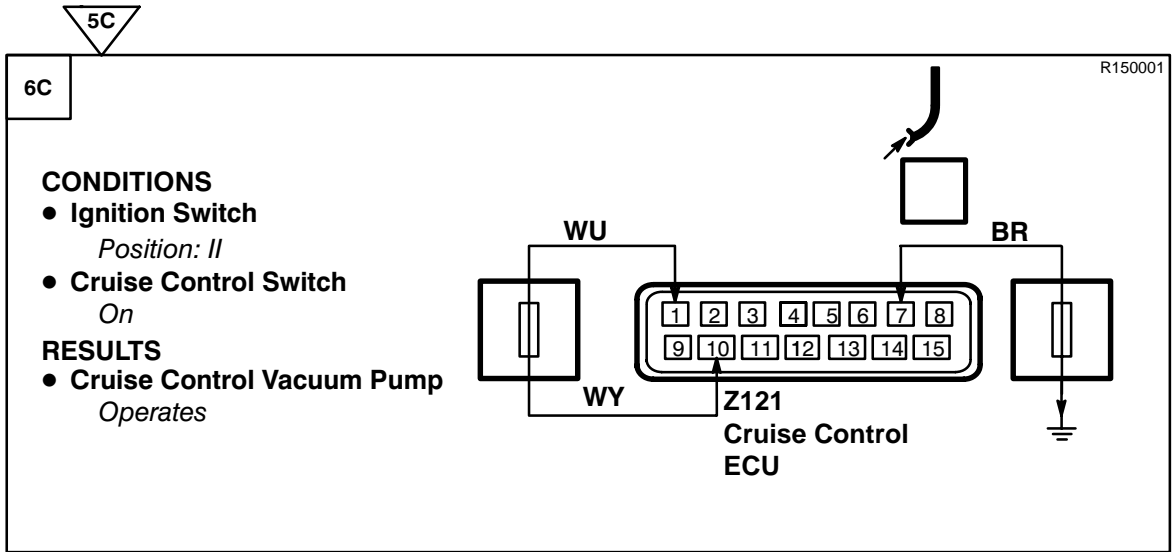 5C
6C
R150001
CONDITIONS
● Ignition Switch
Position: II
● Cruise Control Switch
On
RESULTS
● Cruise Control Vacuum Pump
Operates
WU
BR
1 2 3 4 5 6 7 8
9 10 11 12 13 14 15
WY
Z121
Cruise Control
ECU